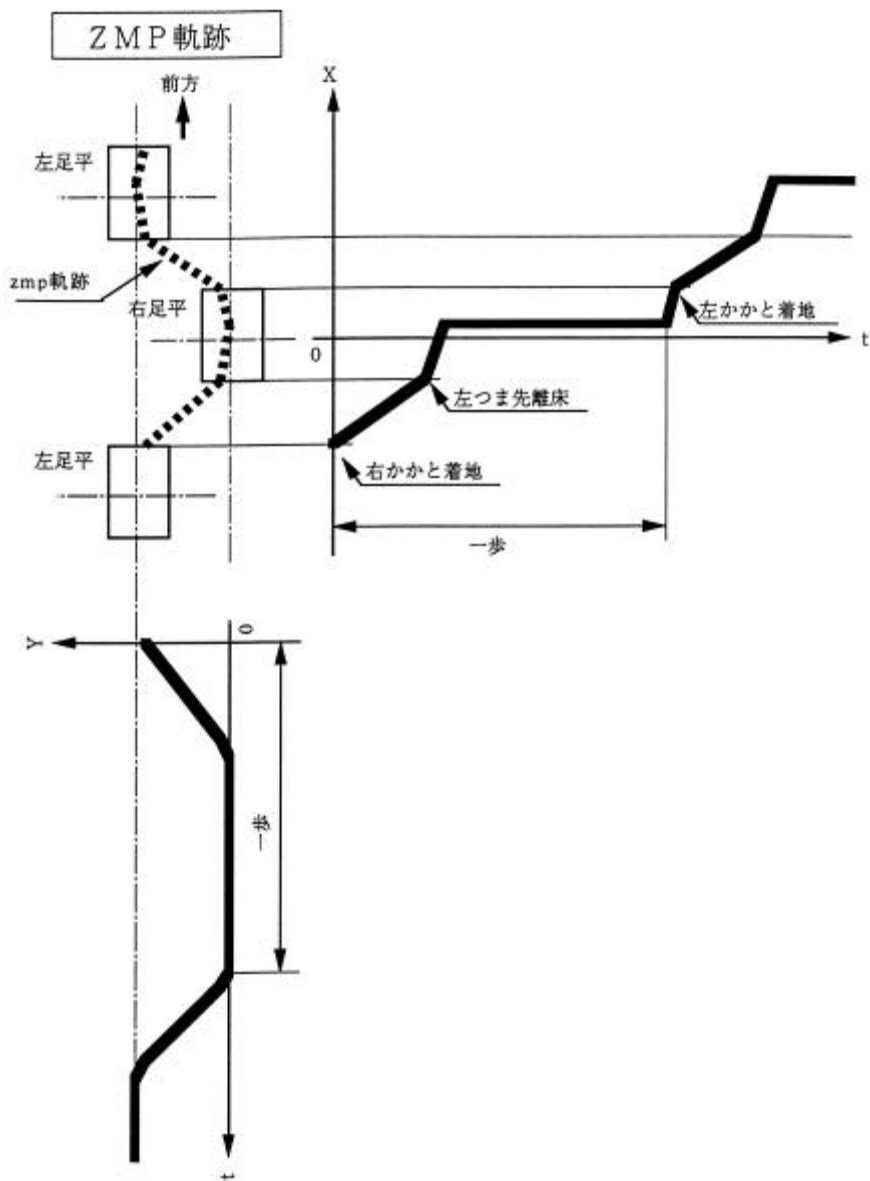 ZMP軌跡
前方
X
左足平
zmp軌跡
右足平
左かかと着地
0
t
左つま先離床
左足平
右かかと着地
一歩
Y
0
一歩
t